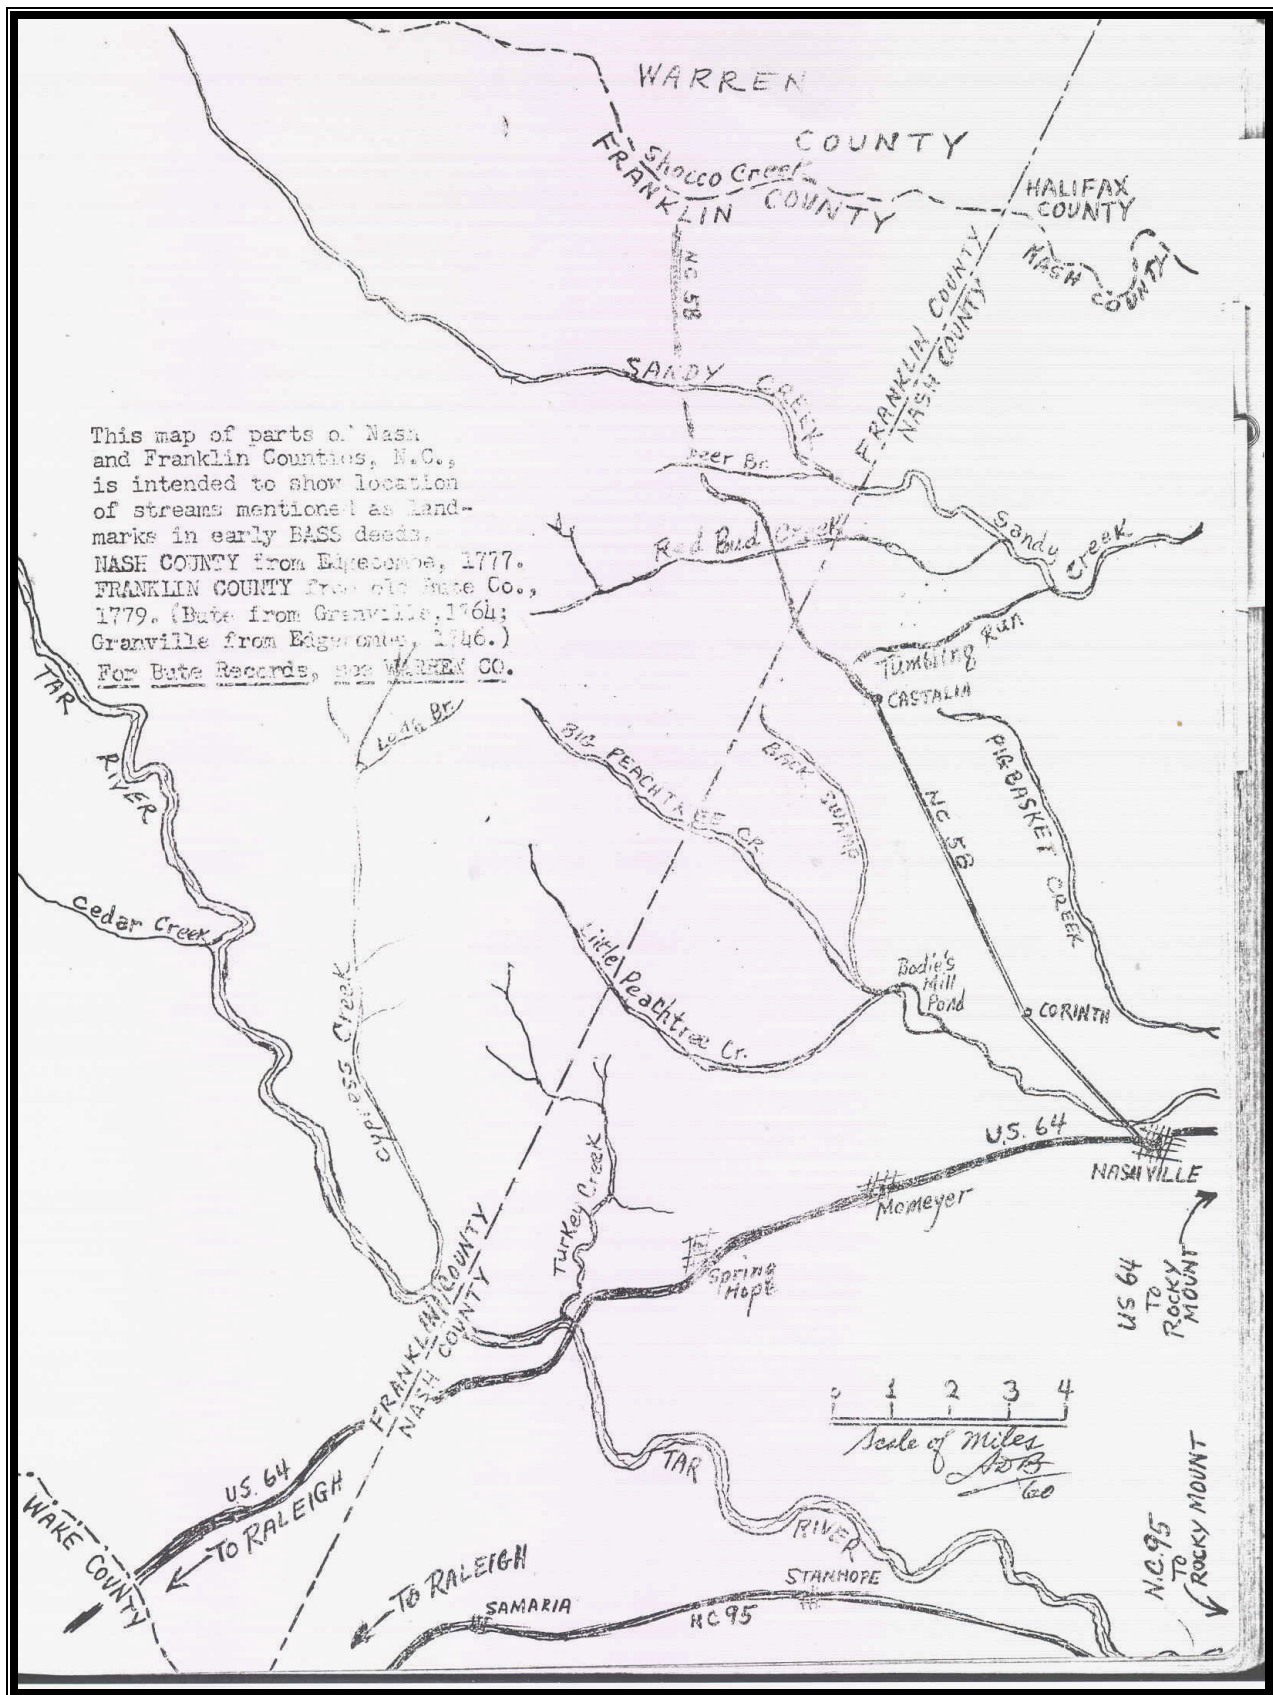 WARREN
COUNTY
Shocco Creek
FRANKLIN COUNTY
HALIFAX
COUNTY
NASH COUNTY
NC 58
FRANKLIN COUNTY
NASH COUNTY
SANDY CREEK
Deer Br.
This map of parts of Nash
and Franklin Counties, N.C.,
is intended to show location
of streams mentioned as land-
marks in early BASS deeds.
NASH COUNTY from Edgecombe, 1777.
FRANKLIN COUNTY from old Bute Co.,
1779. (Bute from Granville, 1764;
Granville from Edgecombe, 1746.)
For Bute Records, see WARREN CO.
Red Bud Creek
Sandy Creek
Tumbling Run
CASTALIA
TAR
RIVER
Br.
BIG PEACHTREE CR.
BACK SWAMP
PIGBASKET CREEK
NC 58
Cedar Creek
Little Peachtree Cr.
Bodie's
Mill
Pond
CORINTH
Cypress Creek
U.S. 64
NASHVILLE
Turkey Creek
Momeyer
Spring
Hope
US 64
TO
ROCKY
MOUNT
FRANKLIN COUNTY
NASH COUNTY
0 1 2 3 4
Scale of Miles
ADB
60
TAR
RIVER
U.S. 64
TO RALEIGH
WAKE COUNTY
TO RALEIGH
N.C. 95
TO
ROCKY MOUNT
STANHOPE
SAMARIA
NC 95